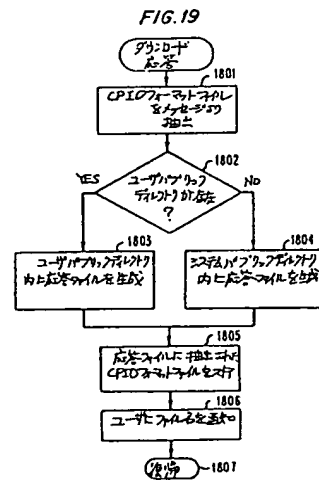 FIG.19
ダウンロード
応答
1801
CPIOフォーマットファイル
をメッセージより
抽出
1802
ユーザパブリック
ディレクトリが存在
?
YES
NO
1803
ユーザパブリックディレクトリ
内に応答ファイルを生成
1804
システムパブリックディレクトリ
内に応答ファイルを生成
1805
応答ファイルに抽出された
CPIOフォーマットファイルを
1806
ユーザにファイル名を通知
復帰
1807